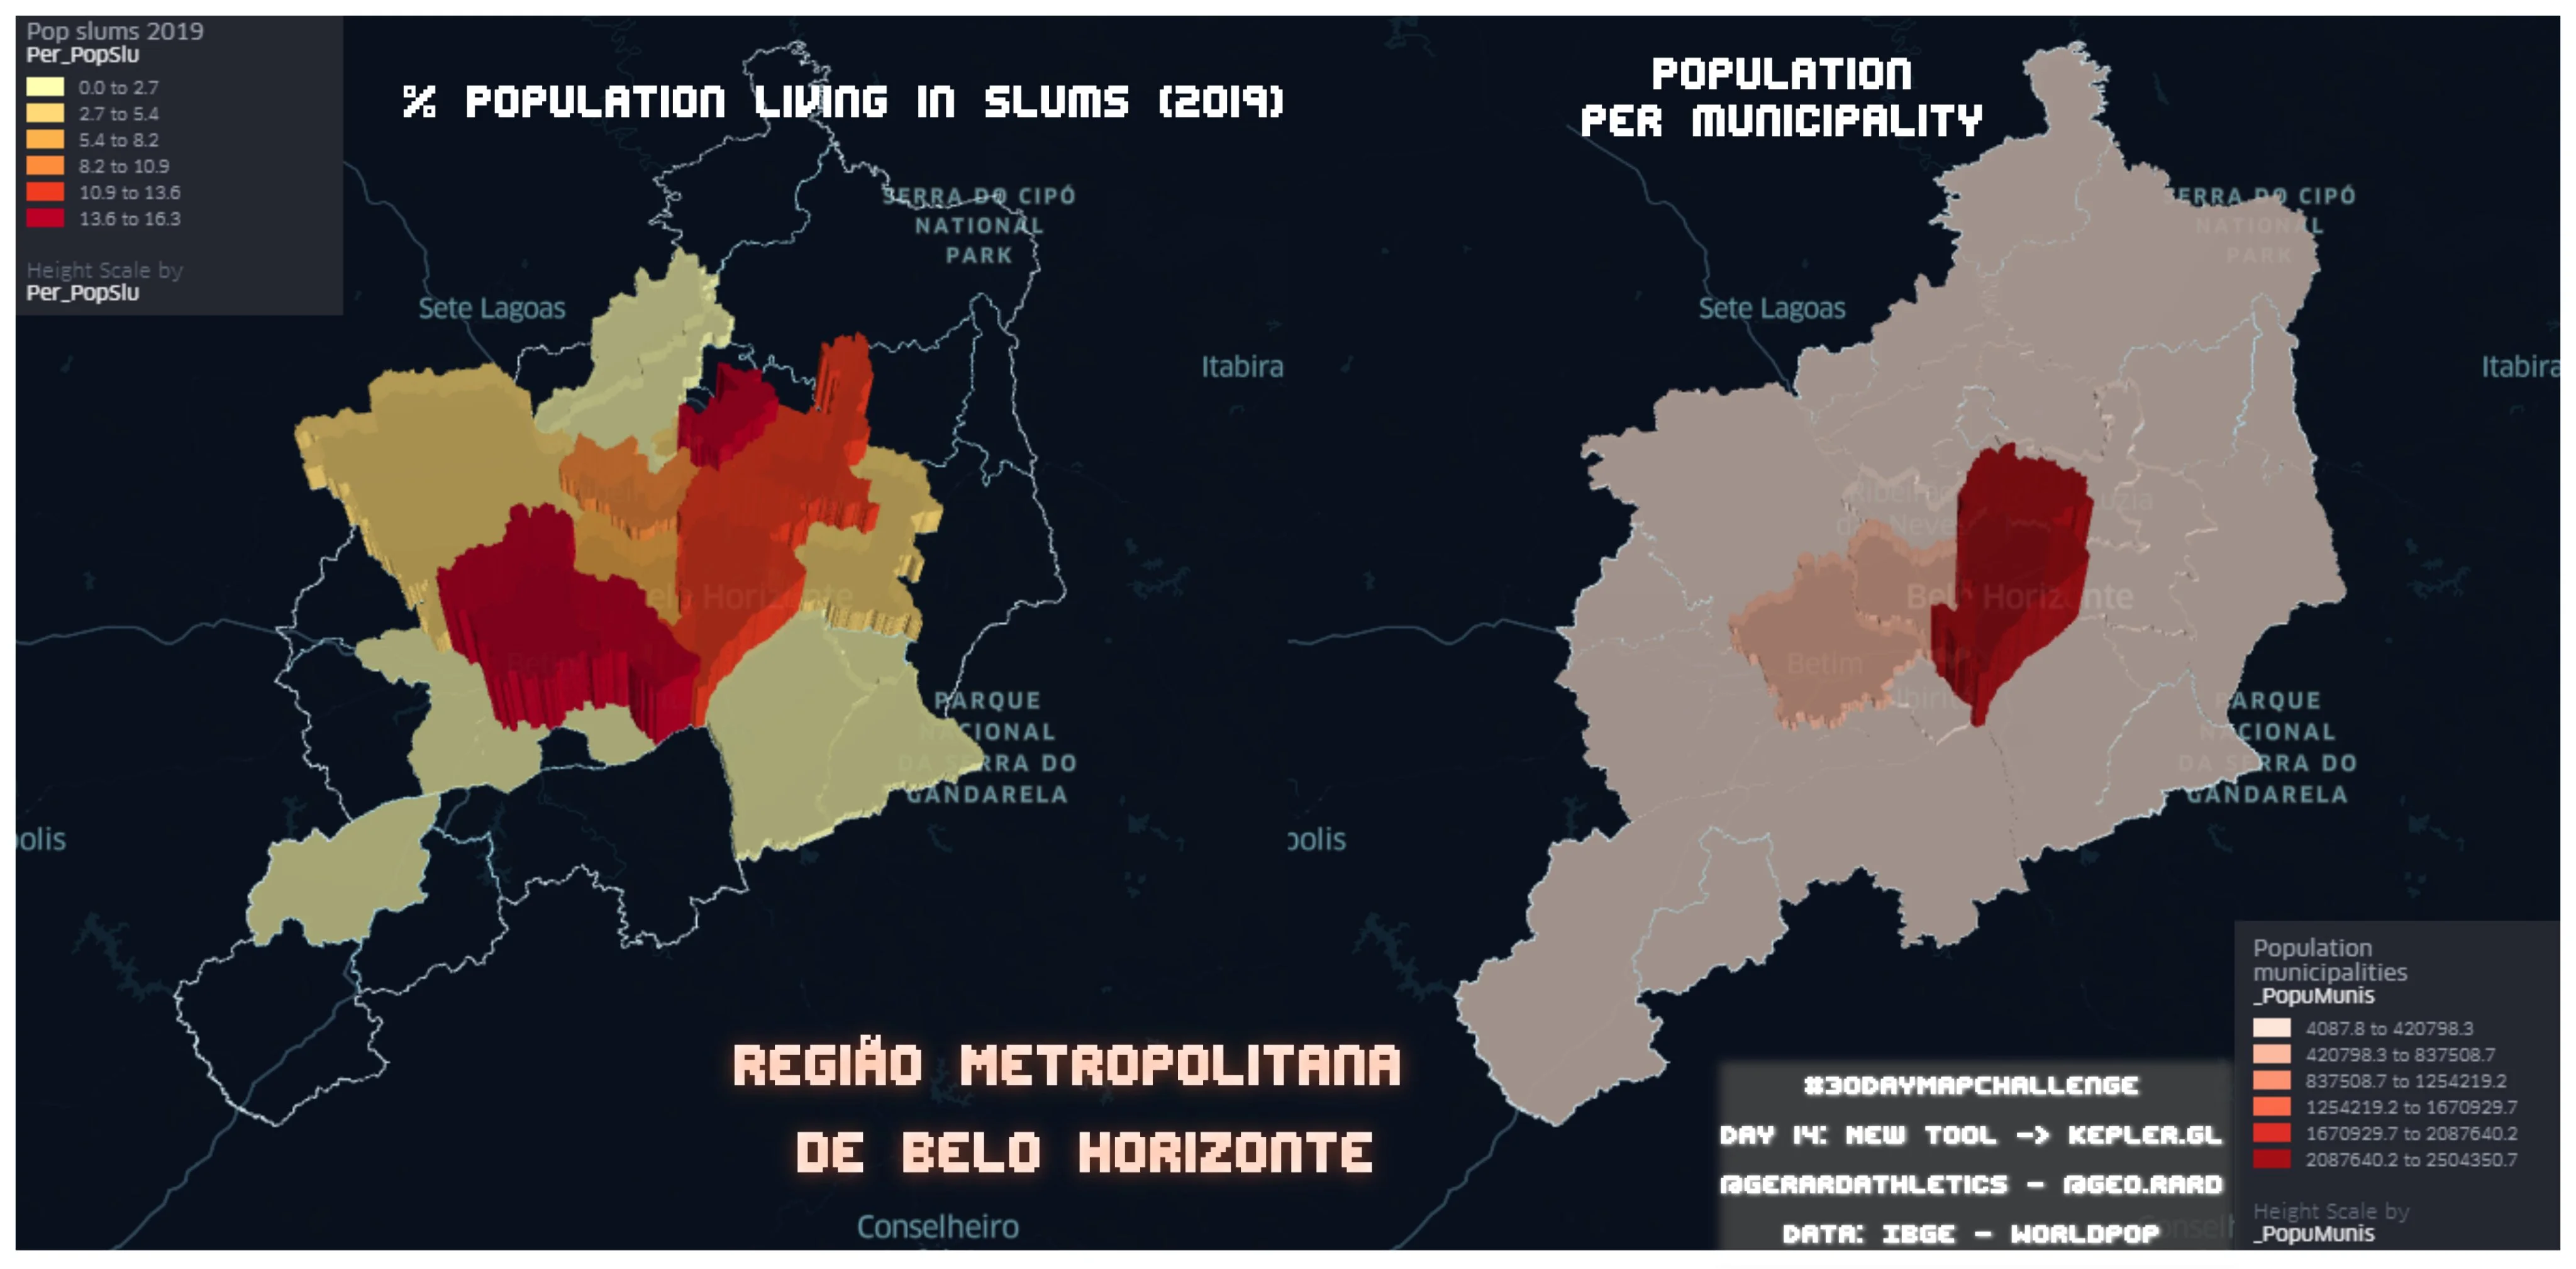 Pop slums 2019
Per_PopSlu
0.0 to 2.7
2.7 to 5.4
5.4 to 8.2
8.2 to 10.9
10.9 to 13.6
13.6 to 16.3
Height Scale by
Per_PopSlu
% POPULATION LIVING IN SLUMS (2019)
SERRA DO CIPÓ
NATIONAL
PARK
Sete Lagoas
Itabira
PARQUE
NACIONAL
DA SERRA DO
GANDARELA
polis
Conselheiro
REGIÃO METROPOLITANA
DE BELO HORIZONTE
POPULATION
PER MUNICIPALITY
SERRA DO CIPÓ
NATIONAL
PARK
Sete Lagoas
Itabira
Belo Horizonte
Betim
PARQUE
NACIONAL
DA SERRA DO
GANDARELA
polis
Population
municipalities
_PopuMunis
4087.8 to 420798.3
420798.3 to 837508.7
837508.7 to 1254219.2
1254219.2 to 1670929.7
1670929.7 to 2087640.2
2087640.2 to 2504350.7
Height Scale by
_PopuMunis
#30DAYMAPCHALLENGE
DAY 14: NEW TOOL -> KEPLER.GL
@GERARDATHLETICS - @GEO.RARD
DATA: IBGE - WORLDPOP